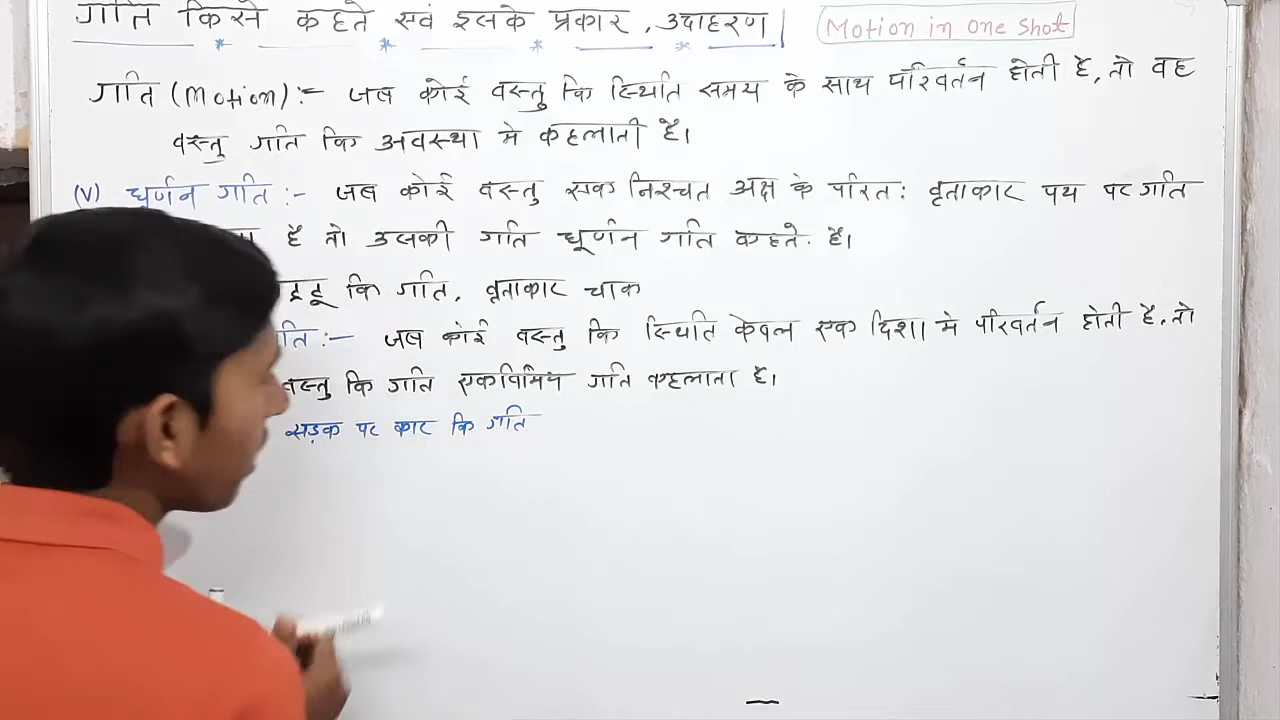 गति किसे कहते एवं इसके प्रकार, उदाहरण Motion in one shot
गति (Motion) :- जब कोई वस्तु कि स्थिति समय के साथ परिवर्तन होती है, तो वह
वस्तु गति कि अवस्था मे कहलाती है।
(V) घूर्णन गति :- जब कोई वस्तु एक निश्चत अक्ष के परित: वृताकार पथ पर गति
है तो उसकी गति घूर्णन गति कहते है।
कि गति, वृताकार चाक
:- जब कोई वस्तु कि स्थिति केवल एक दिशा मे परिवर्तन होती है, तो
वस्तु कि गति एकविमिय गति कहलाता है।
सड़क पर कार कि गति